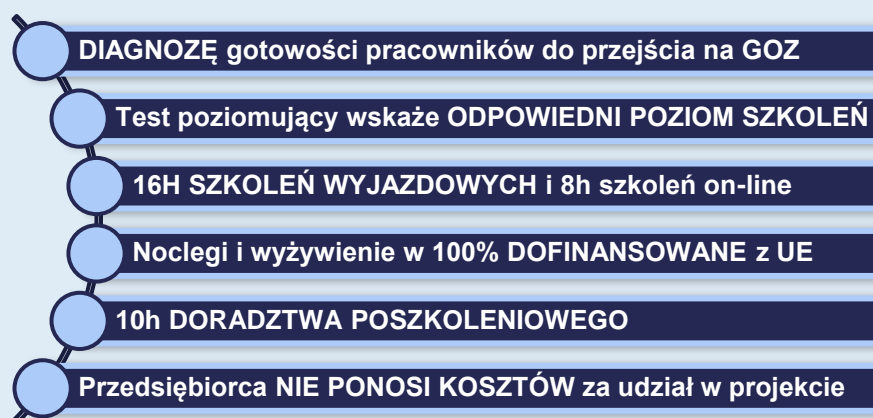 DIAGNOZĘ gotowości pracowników do przejścia na GOZ
Test poziomujący wskaże ODPOWIEDNI POZIOM SZKOLEŃ
16H SZKOLEŃ WYJAZDOWYCH i 8h szkoleń on-line
Noclegi i wyżywienie w 100% DOFINANSOWANE z UE
10h DORADZTWA POSZKOLENIOWEGO
Przedsiębiorca NIE PONOSI KOSZTÓW za udział w projekcie